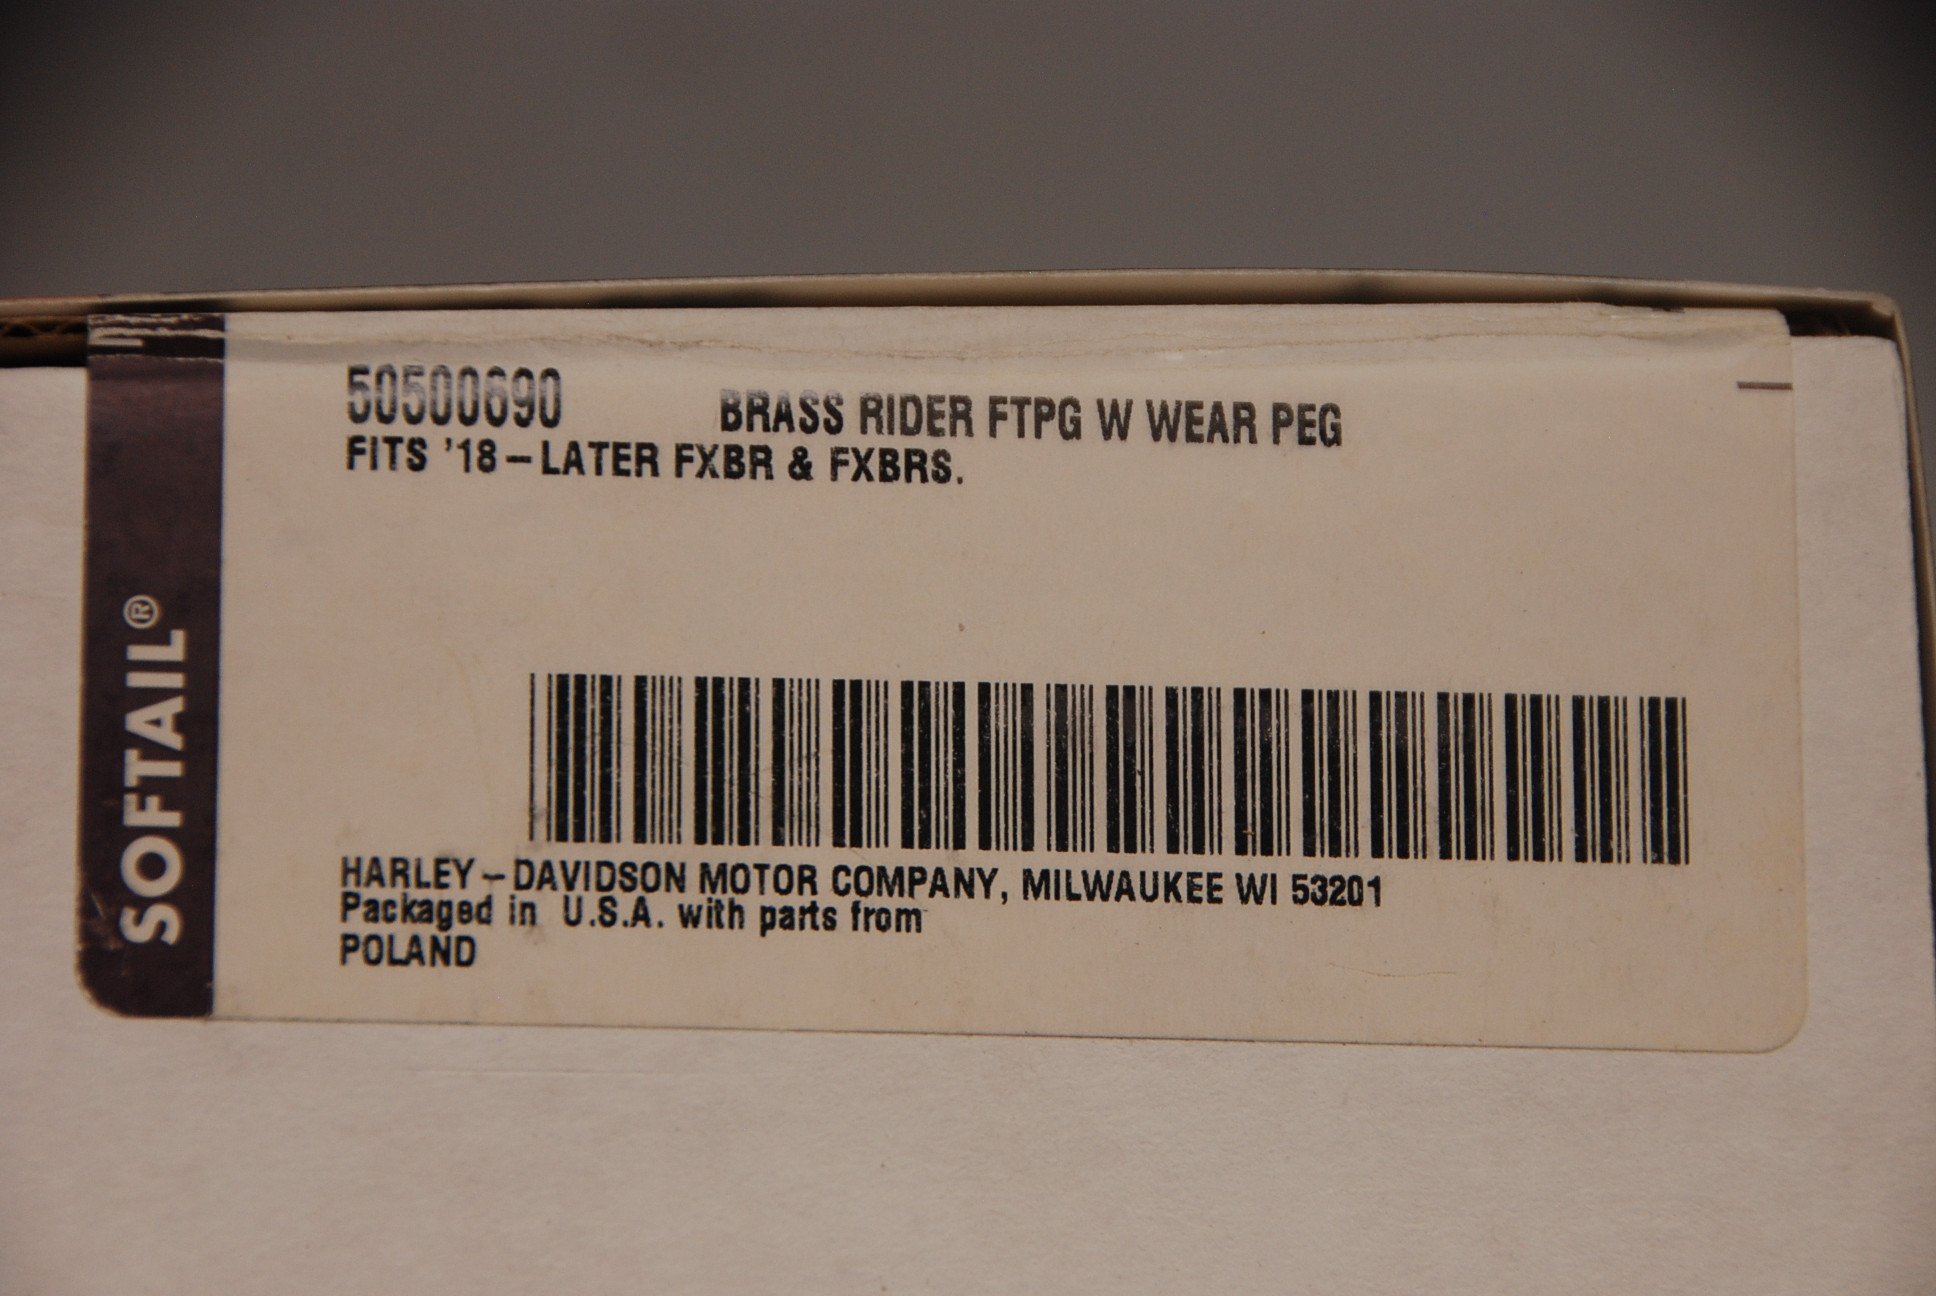 50500690 BRASS RIDER FTPG W WEAR PEG
FITS '18-LATER FXBR & FXBRS.
SOFTAIL®
HARLEY-DAVIDSON MOTOR COMPANY, MILWAUKEE WI 53201
Packaged in U.S.A. with parts from
POLAND